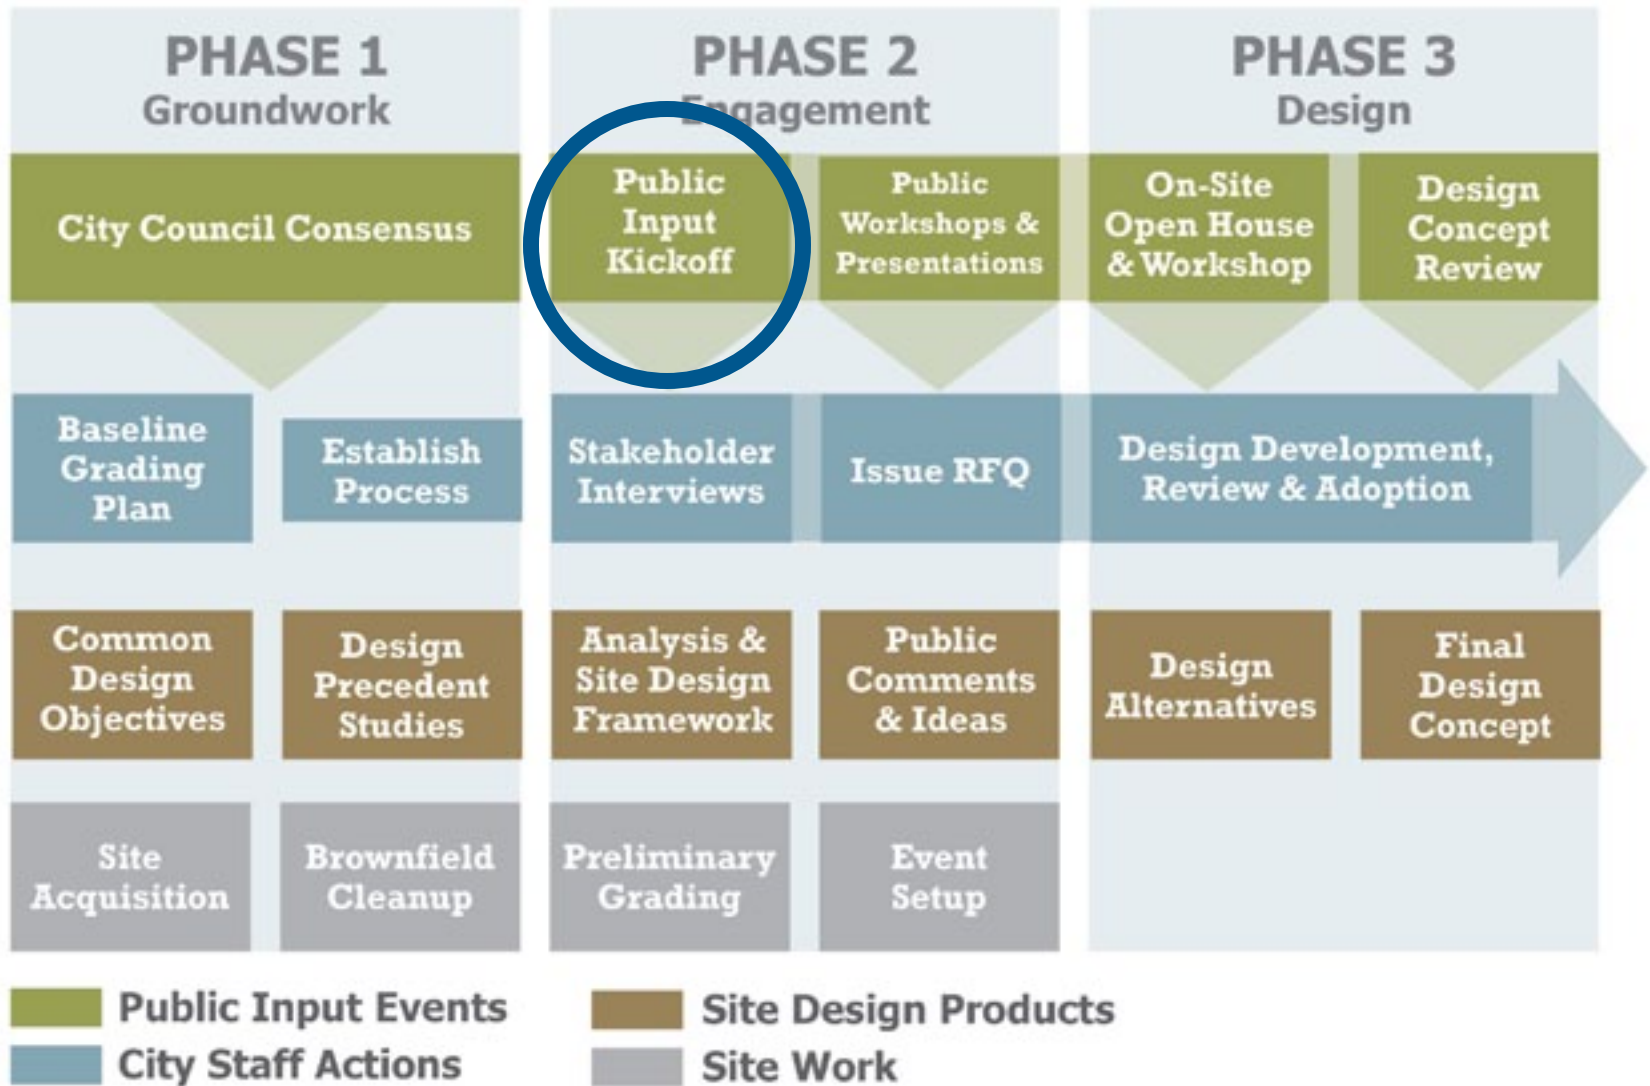 PHASE 1
Groundwork
PHASE 2
Engagement
PHASE 3
Design
City Council Consensus
Public
Input
Kickoff
Public
Workshops &
Presentations
On-Site
Open House
& Workshop
Design
Concept
Review
Baseline
Grading
Plan
Establish
Process
Stakeholder
Interviews
Issue RFQ
Design Development,
Review & Adoption
Common
Design
Objectives
Design
Precedent
Studies
Analysis &
Site Design
Framework
Public
Comments
& Ideas
Design
Alternatives
Final
Design
Concept
Site
Acquisition
Brownfield
Cleanup
Preliminary
Grading
Event
Setup
Public Input Events
City Staff Actions
Site Design Products
Site Work